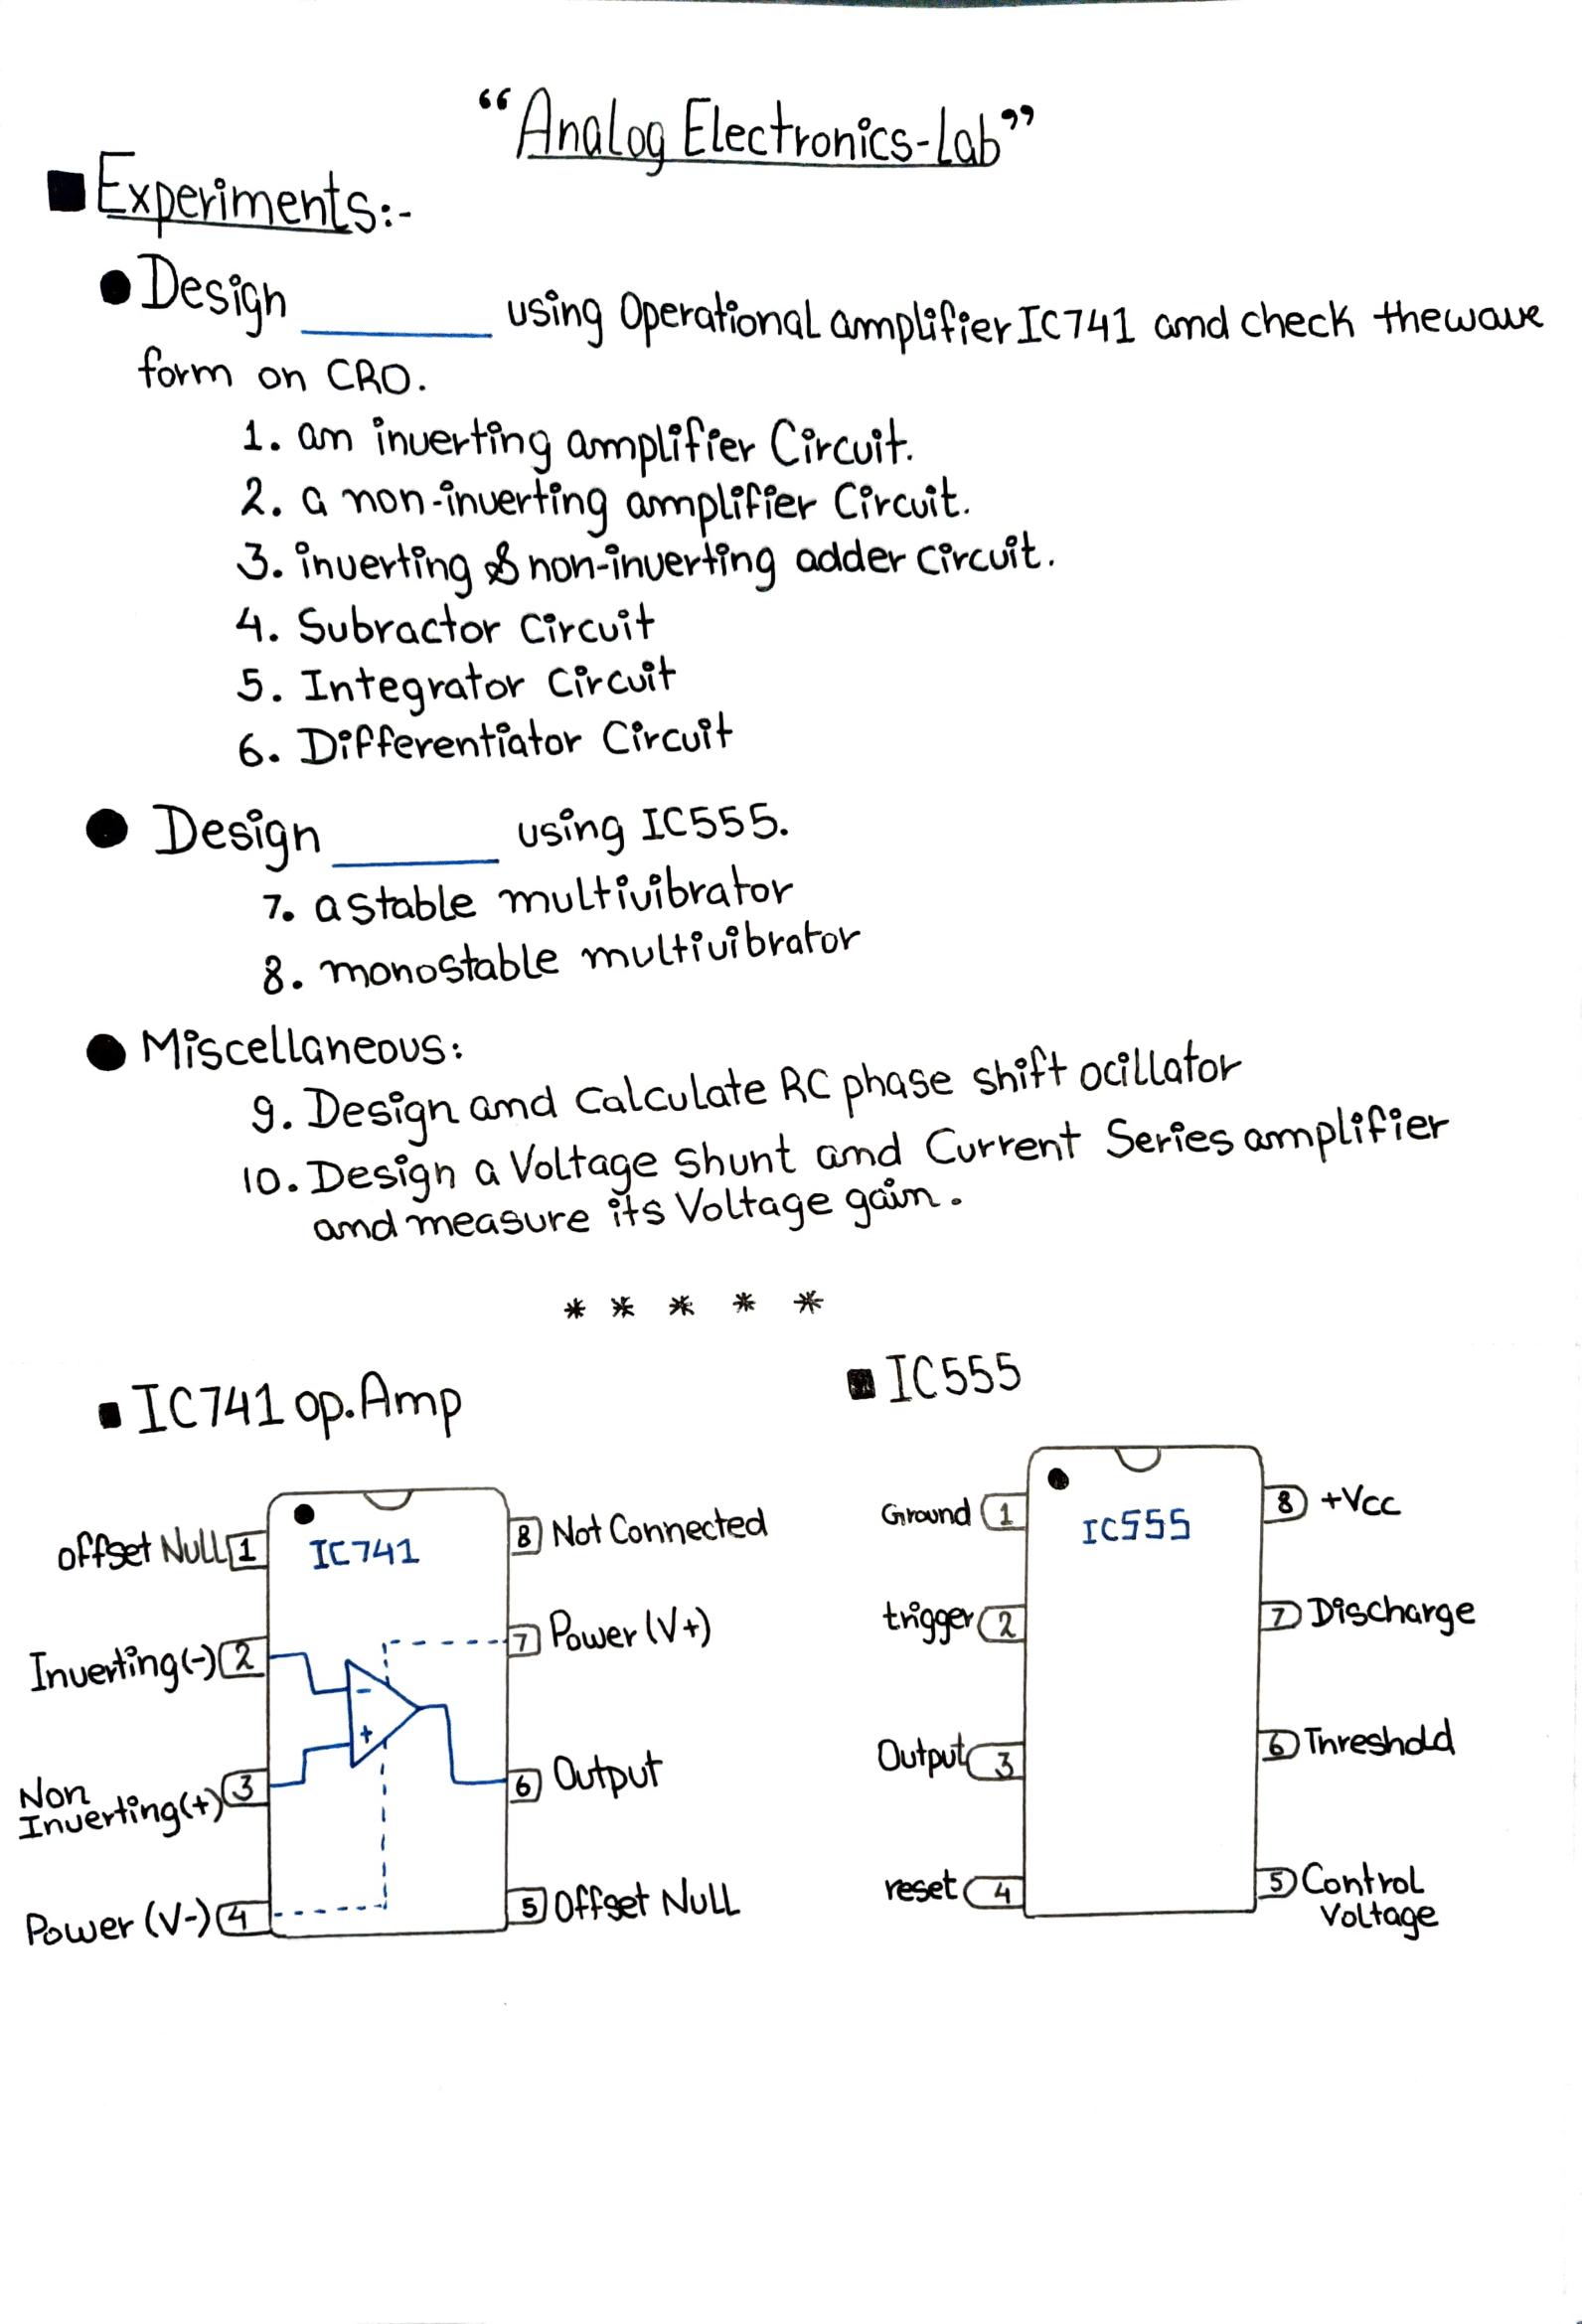 “Analog Electronics-Lab”
■ Experiments:-
● Design ______ using Operational amplifier IC741 and check the wave
form on CRO.
1. an inverting amplifier Circuit.
2. a non-inverting amplifier Circuit.
3. inverting & non-inverting adder circuit.
4. Subractor Circuit
5. Integrator Circuit
6. Differentiator Circuit
● Design ______ using IC555.
7. astable multivibrator
8. monostable multivibrator
● Miscellaneous:
9. Design and Calculate RC phase shift ocillator
10. Design a Voltage shunt and Current Series amplifier
and measure its Voltage gain.
* * * * *
■ IC741 op.Amp
IC741
offset Null 1
Inverting(-) 2
Non
Inverting(+) 3
Power (V-) 4
8 Not Connected
7 Power (V+)
6 Output
5 Offset NULL
-
+
■ IC555
IC555
Ground 1
trigger 2
Output 3
reset 4
8 +Vcc
7 Discharge
6 Threshold
5 Control
Voltage